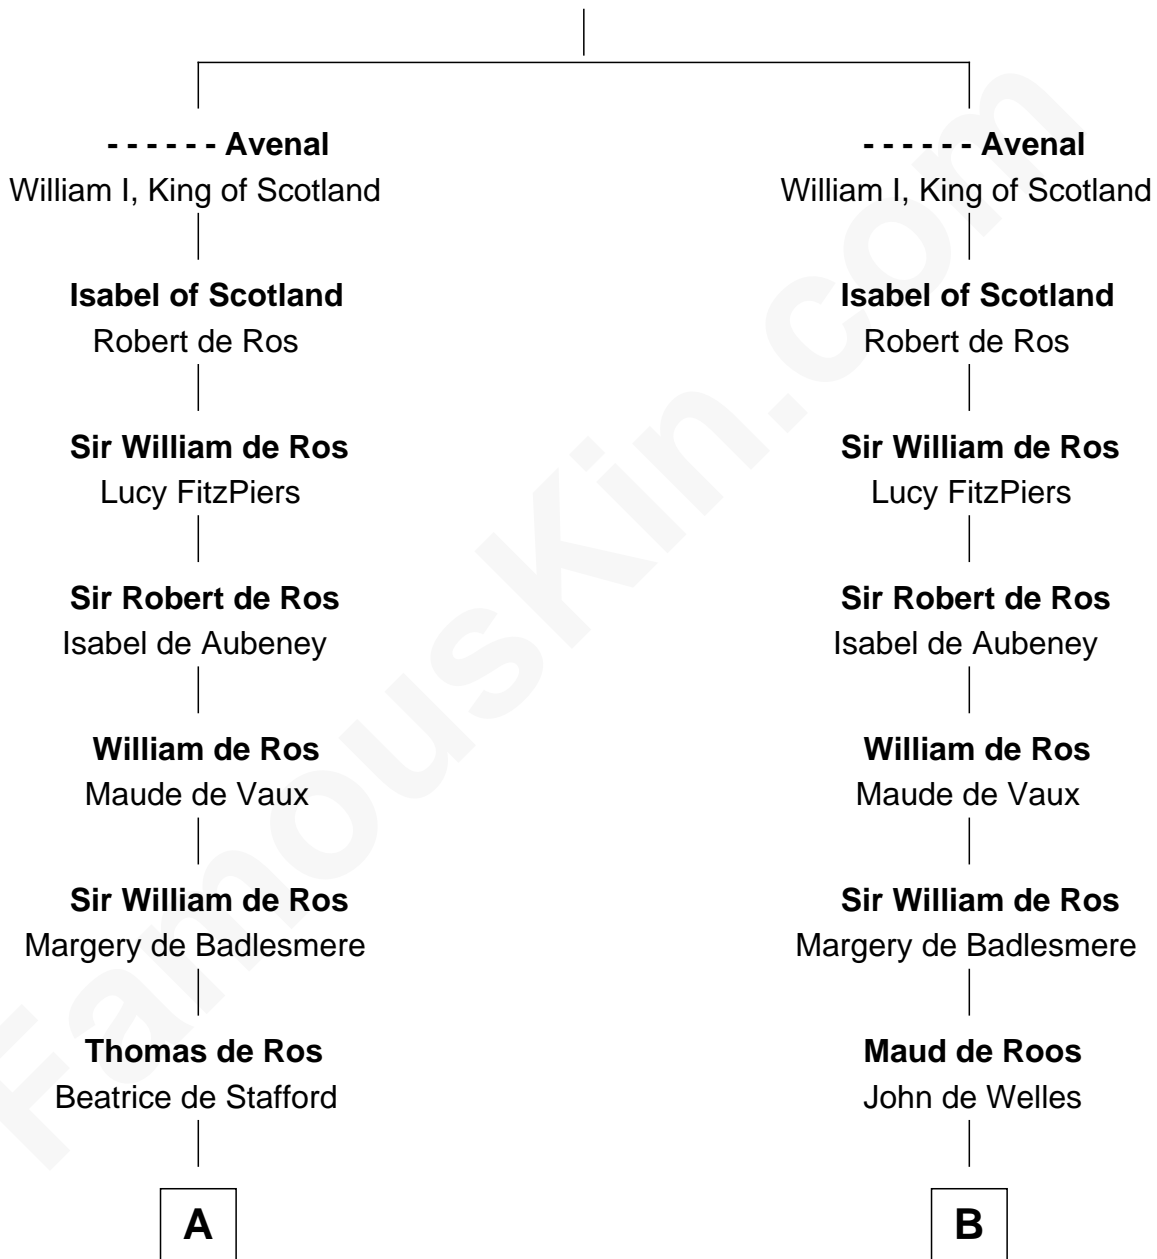 - - - - - - Avenal
William I, King of Scotland
Isabel of Scotland
Robert de Ros
Sir William de Ros
Lucy FitzPiers
Sir Robert de Ros
Isabel de Aubeney
William de Ros
Maude de Vaux
Sir William de Ros
Margery de Badlesmere
Thomas de Ros
Beatrice de Stafford
A
- - - - - - Avenal
William I, King of Scotland
Isabel of Scotland
Robert de Ros
Sir William de Ros
Lucy FitzPiers
Sir Robert de Ros
Isabel de Aubeney
William de Ros
Maude de Vaux
Sir William de Ros
Margery de Badlesmere
Maud de Roos
John de Welles
B
FamousKin.com